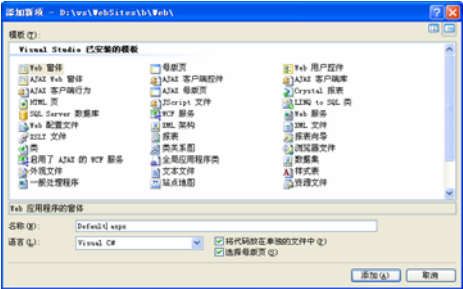 添加新项 - D:\vs\WebSites\b\Web\
模板(T):
Visual Studio 已安装的模板
Web 窗体 母版页 Web 用户控件
AJAX Web 窗体 AJAX 客户端控件 AJAX 客户端库
AJAX 客户端行为 AJAX 母版页 Crystal 报表
HTML 页 JScript 文件 LINQ to SQL 类
SQL Server 数据库 WCF 服务 Web 服务
Web 配置文件 XML 架构 XML 文件
XSLT 文件 报表 报表向导
类 类关系图 浏览器文件
启用了 AJAX 的 WCF 服务 全局应用程序类 数据集
外观文件 文本文件 样式表
一般处理程序 站点地图 资源文件
Web 应用程序的窗体
名称(N): Default.aspx
语言(L): Visual C# 将代码放在单独的文件中(P)
选择母版页(S)
添加(A) 取消